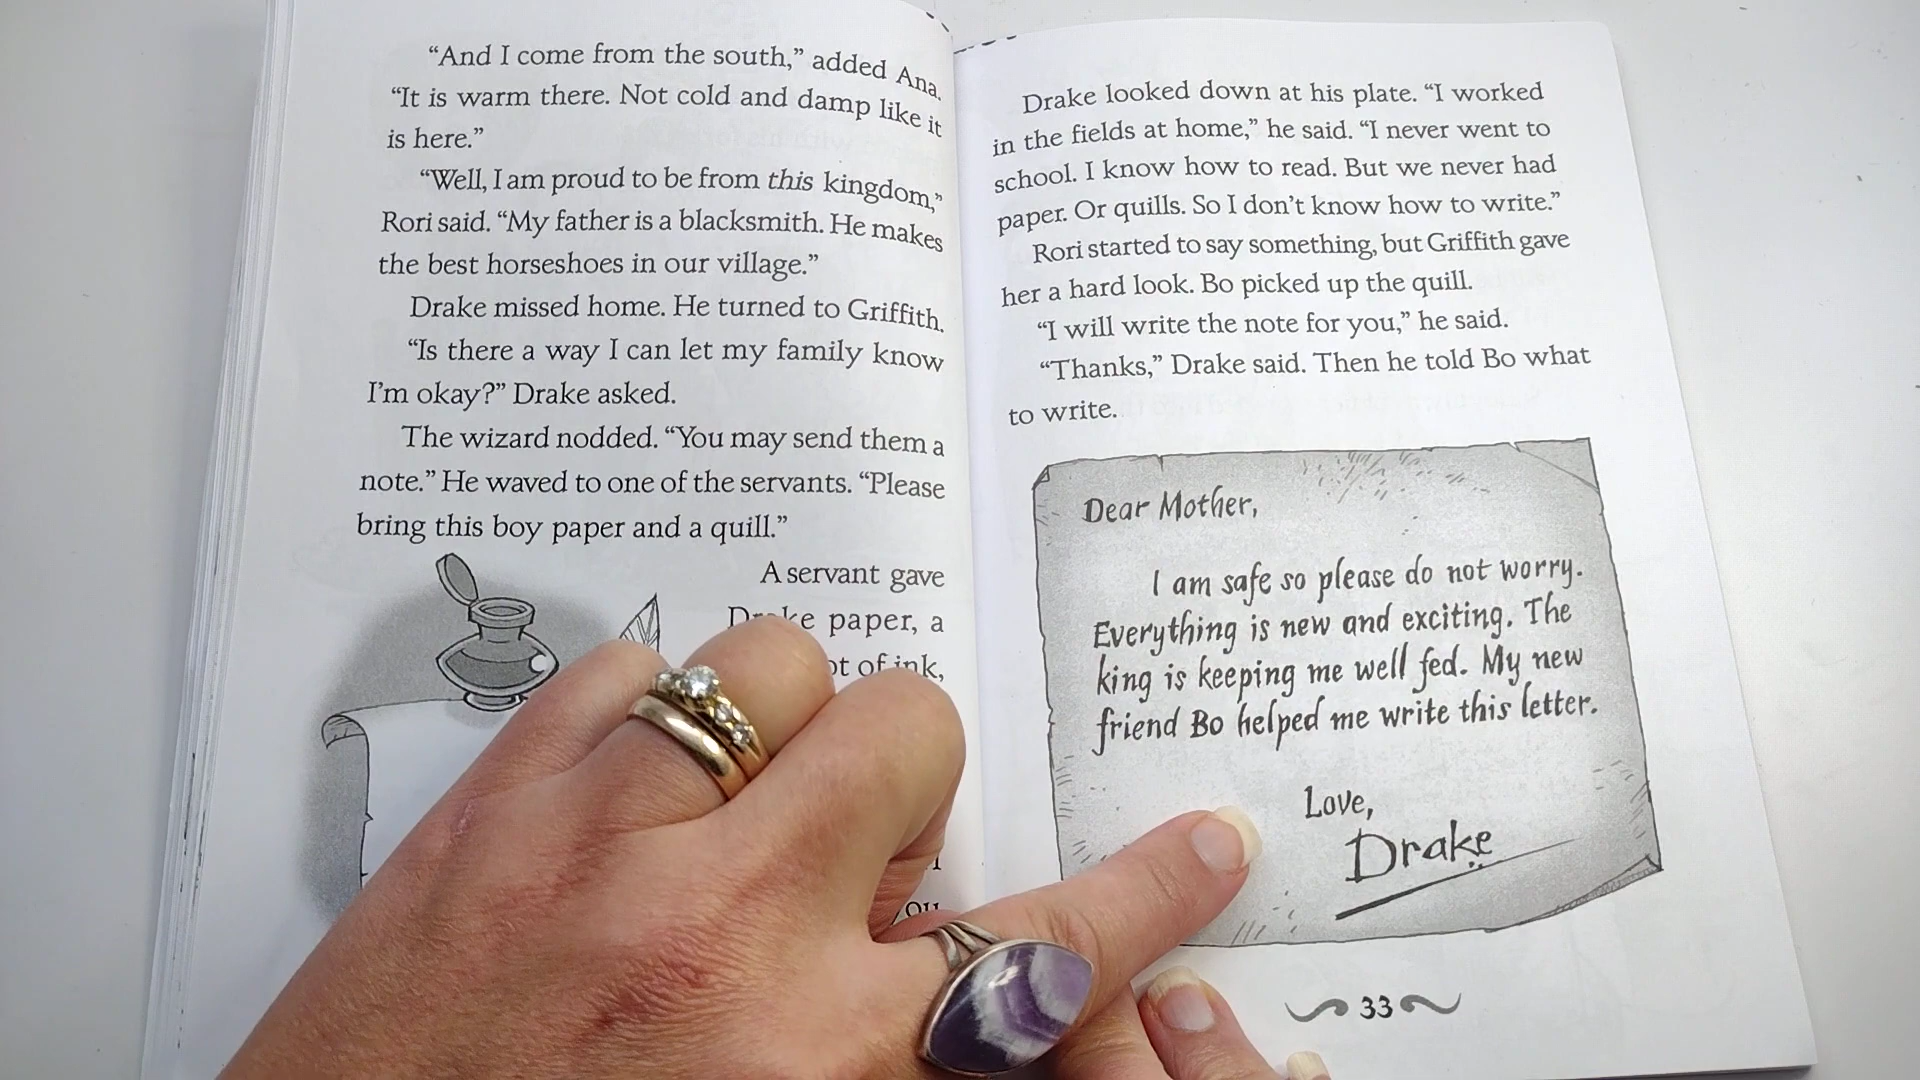 “And I come from the south,” added Ana.
“It is warm there. Not cold and damp like it
is here.”
“Well, I am proud to be from this kingdom,”
Rori said. “My father is a blacksmith. He makes
the best horseshoes in our village.”
Drake missed home. He turned to Griffith.
“Is there a way I can let my family know
I’m okay?” Drake asked.
The wizard nodded. “You may send them a
note.” He waved to one of the servants. “Please
bring this boy paper and a quill.”
A servant gave
paper, a
of ink,
Drake looked down at his plate. “I worked
in the fields at home,” he said. “I never went to
school. I know how to read. But we never had
paper. Or quills. So I don’t know how to write.”
Rori started to say something, but Griffith gave
her a hard look. Bo picked up the quill.
“I will write the note for you,” he said.
“Thanks,” Drake said. Then he told Bo what
to write.
Dear Mother,
I am safe so please do not worry.
Everything is new and exciting. The
king is keeping me well fed. My new
friend Bo helped me write this letter.
Love,
Drake
33